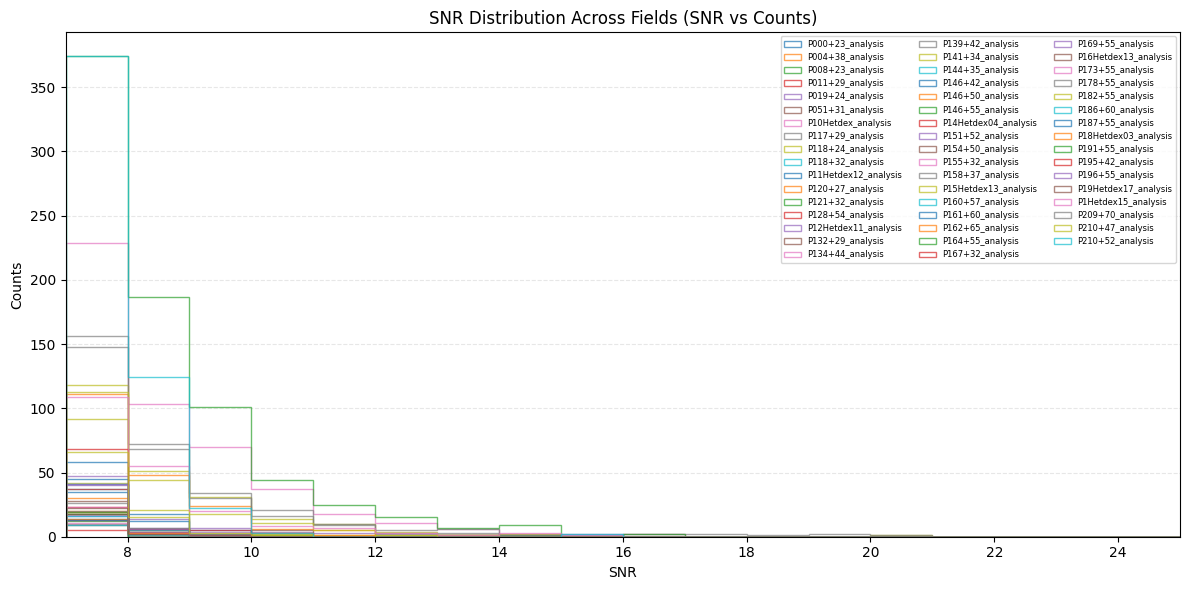 SNR Distribution Across Fields (SNR vs Counts)
P000+23_analysis
P004+38_analysis
P008+23_analysis
P011+29_analysis
P019+24_analysis
P051+31_analysis
P10Hetdex_analysis
P117+29_analysis
P118+24_analysis
P118+32_analysis
P11Hetdex12_analysis
P120+27_analysis
P121+32_analysis
P128+54_analysis
P12Hetdex11_analysis
P132+29_analysis
P134+44_analysis
P139+42_analysis
P141+34_analysis
P144+35_analysis
P146+42_analysis
P146+50_analysis
P146+55_analysis
P14Hetdex04_analysis
P151+52_analysis
P154+50_analysis
P155+32_analysis
P158+37_analysis
P15Hetdex13_analysis
P160+57_analysis
P161+60_analysis
P162+65_analysis
P164+55_analysis
P167+32_analysis
P169+55_analysis
P16Hetdex13_analysis
P173+55_analysis
P178+55_analysis
P182+55_analysis
P186+60_analysis
P187+55_analysis
P18Hetdex03_analysis
P191+55_analysis
P195+42_analysis
P196+55_analysis
P19Hetdex17_analysis
P1Hetdex15_analysis
P209+70_analysis
P210+47_analysis
P210+52_analysis
Counts
350
300
250
200
150
100
50
0
8 10 12 14 16 18 20 22 24
SNR